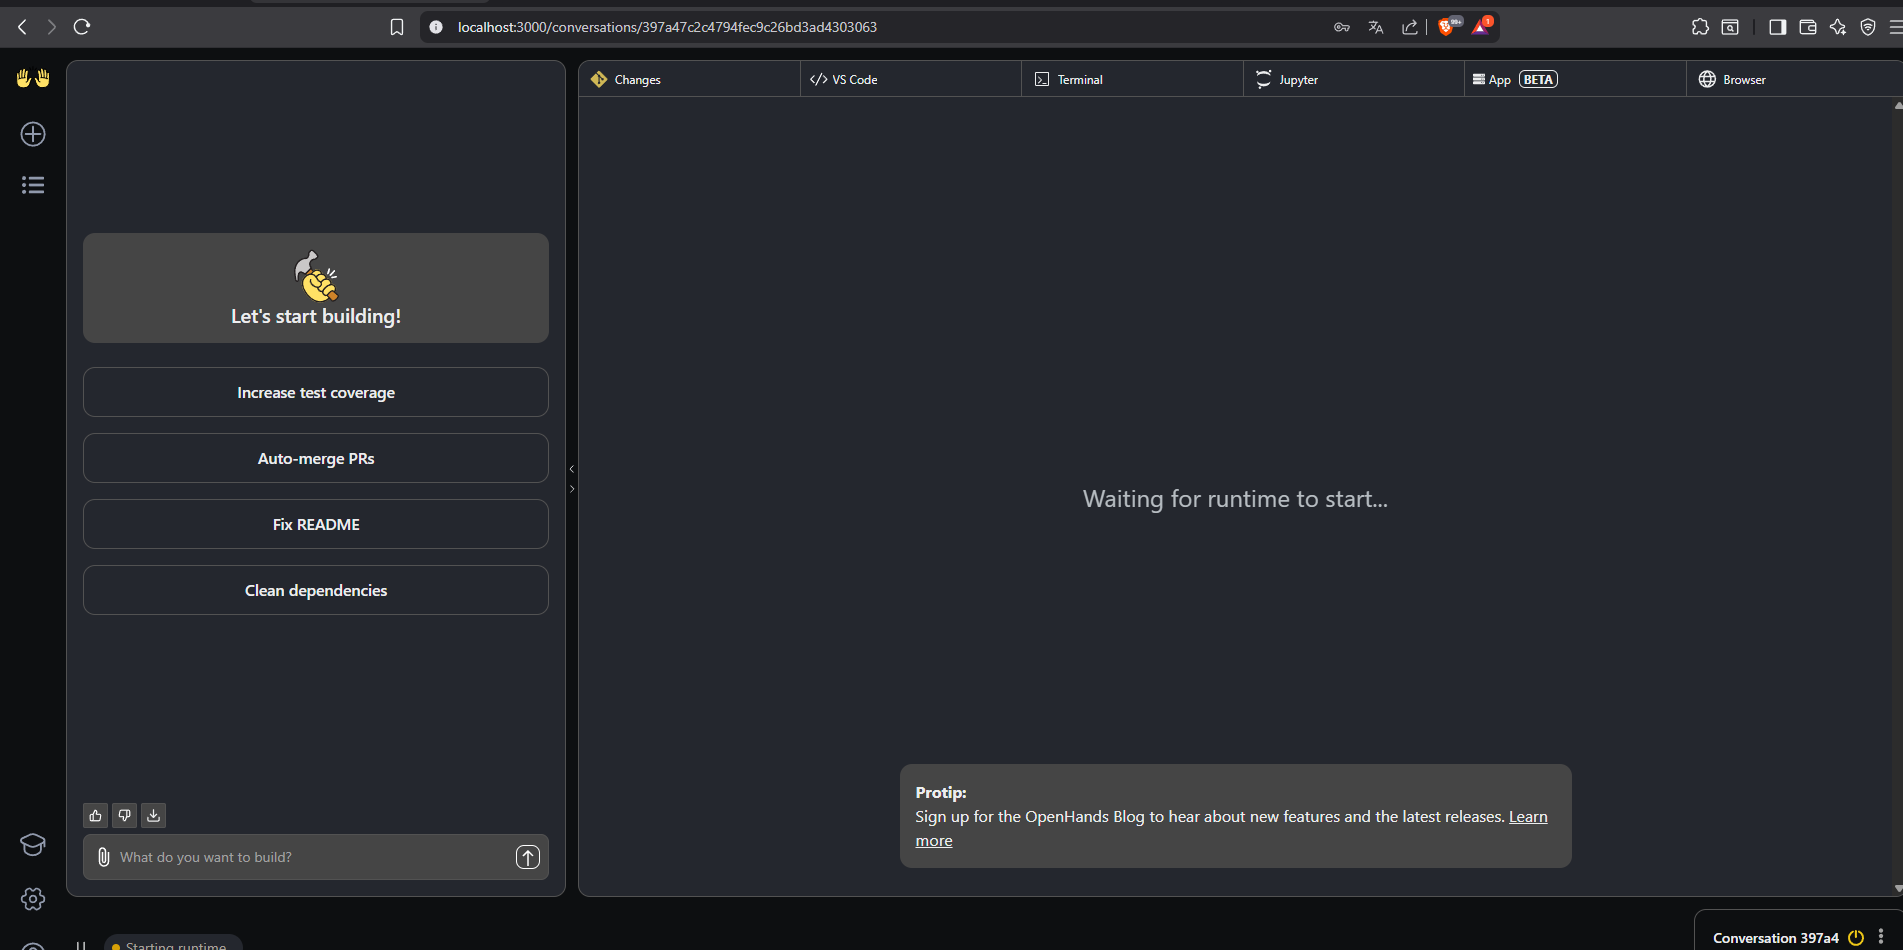 localhost:3000/conversations/397a47c2c4794fec9c26bd3ad4303063
99+
1
Changes
</> VS Code
Terminal
Jupyter
App BETA
Browser
Let's start building!
Increase test coverage
Auto-merge PRs
Fix README
Clean dependencies
What do you want to build?
Waiting for runtime to start...
Protip:
Sign up for the OpenHands Blog to hear about new features and the latest releases. Learn
more
Starting runtime
Conversation 397a4